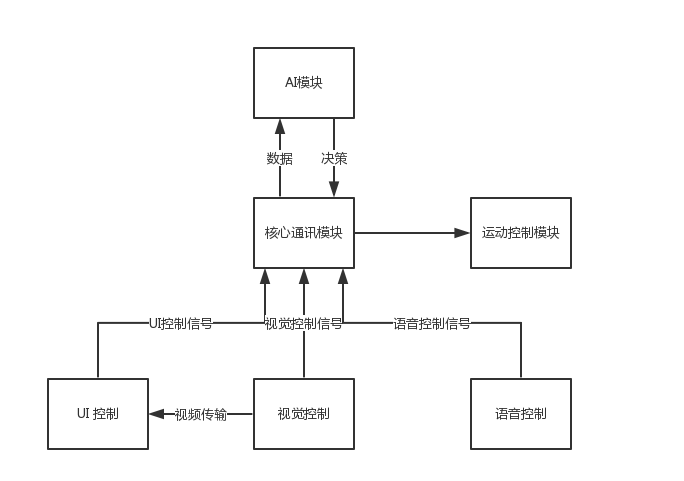 AI模块
数据
决策
核心通讯模块
运动控制模块
UI控制信号
视觉控制信号
语音控制信号
UI 控制
视频传输
视觉控制
语音控制